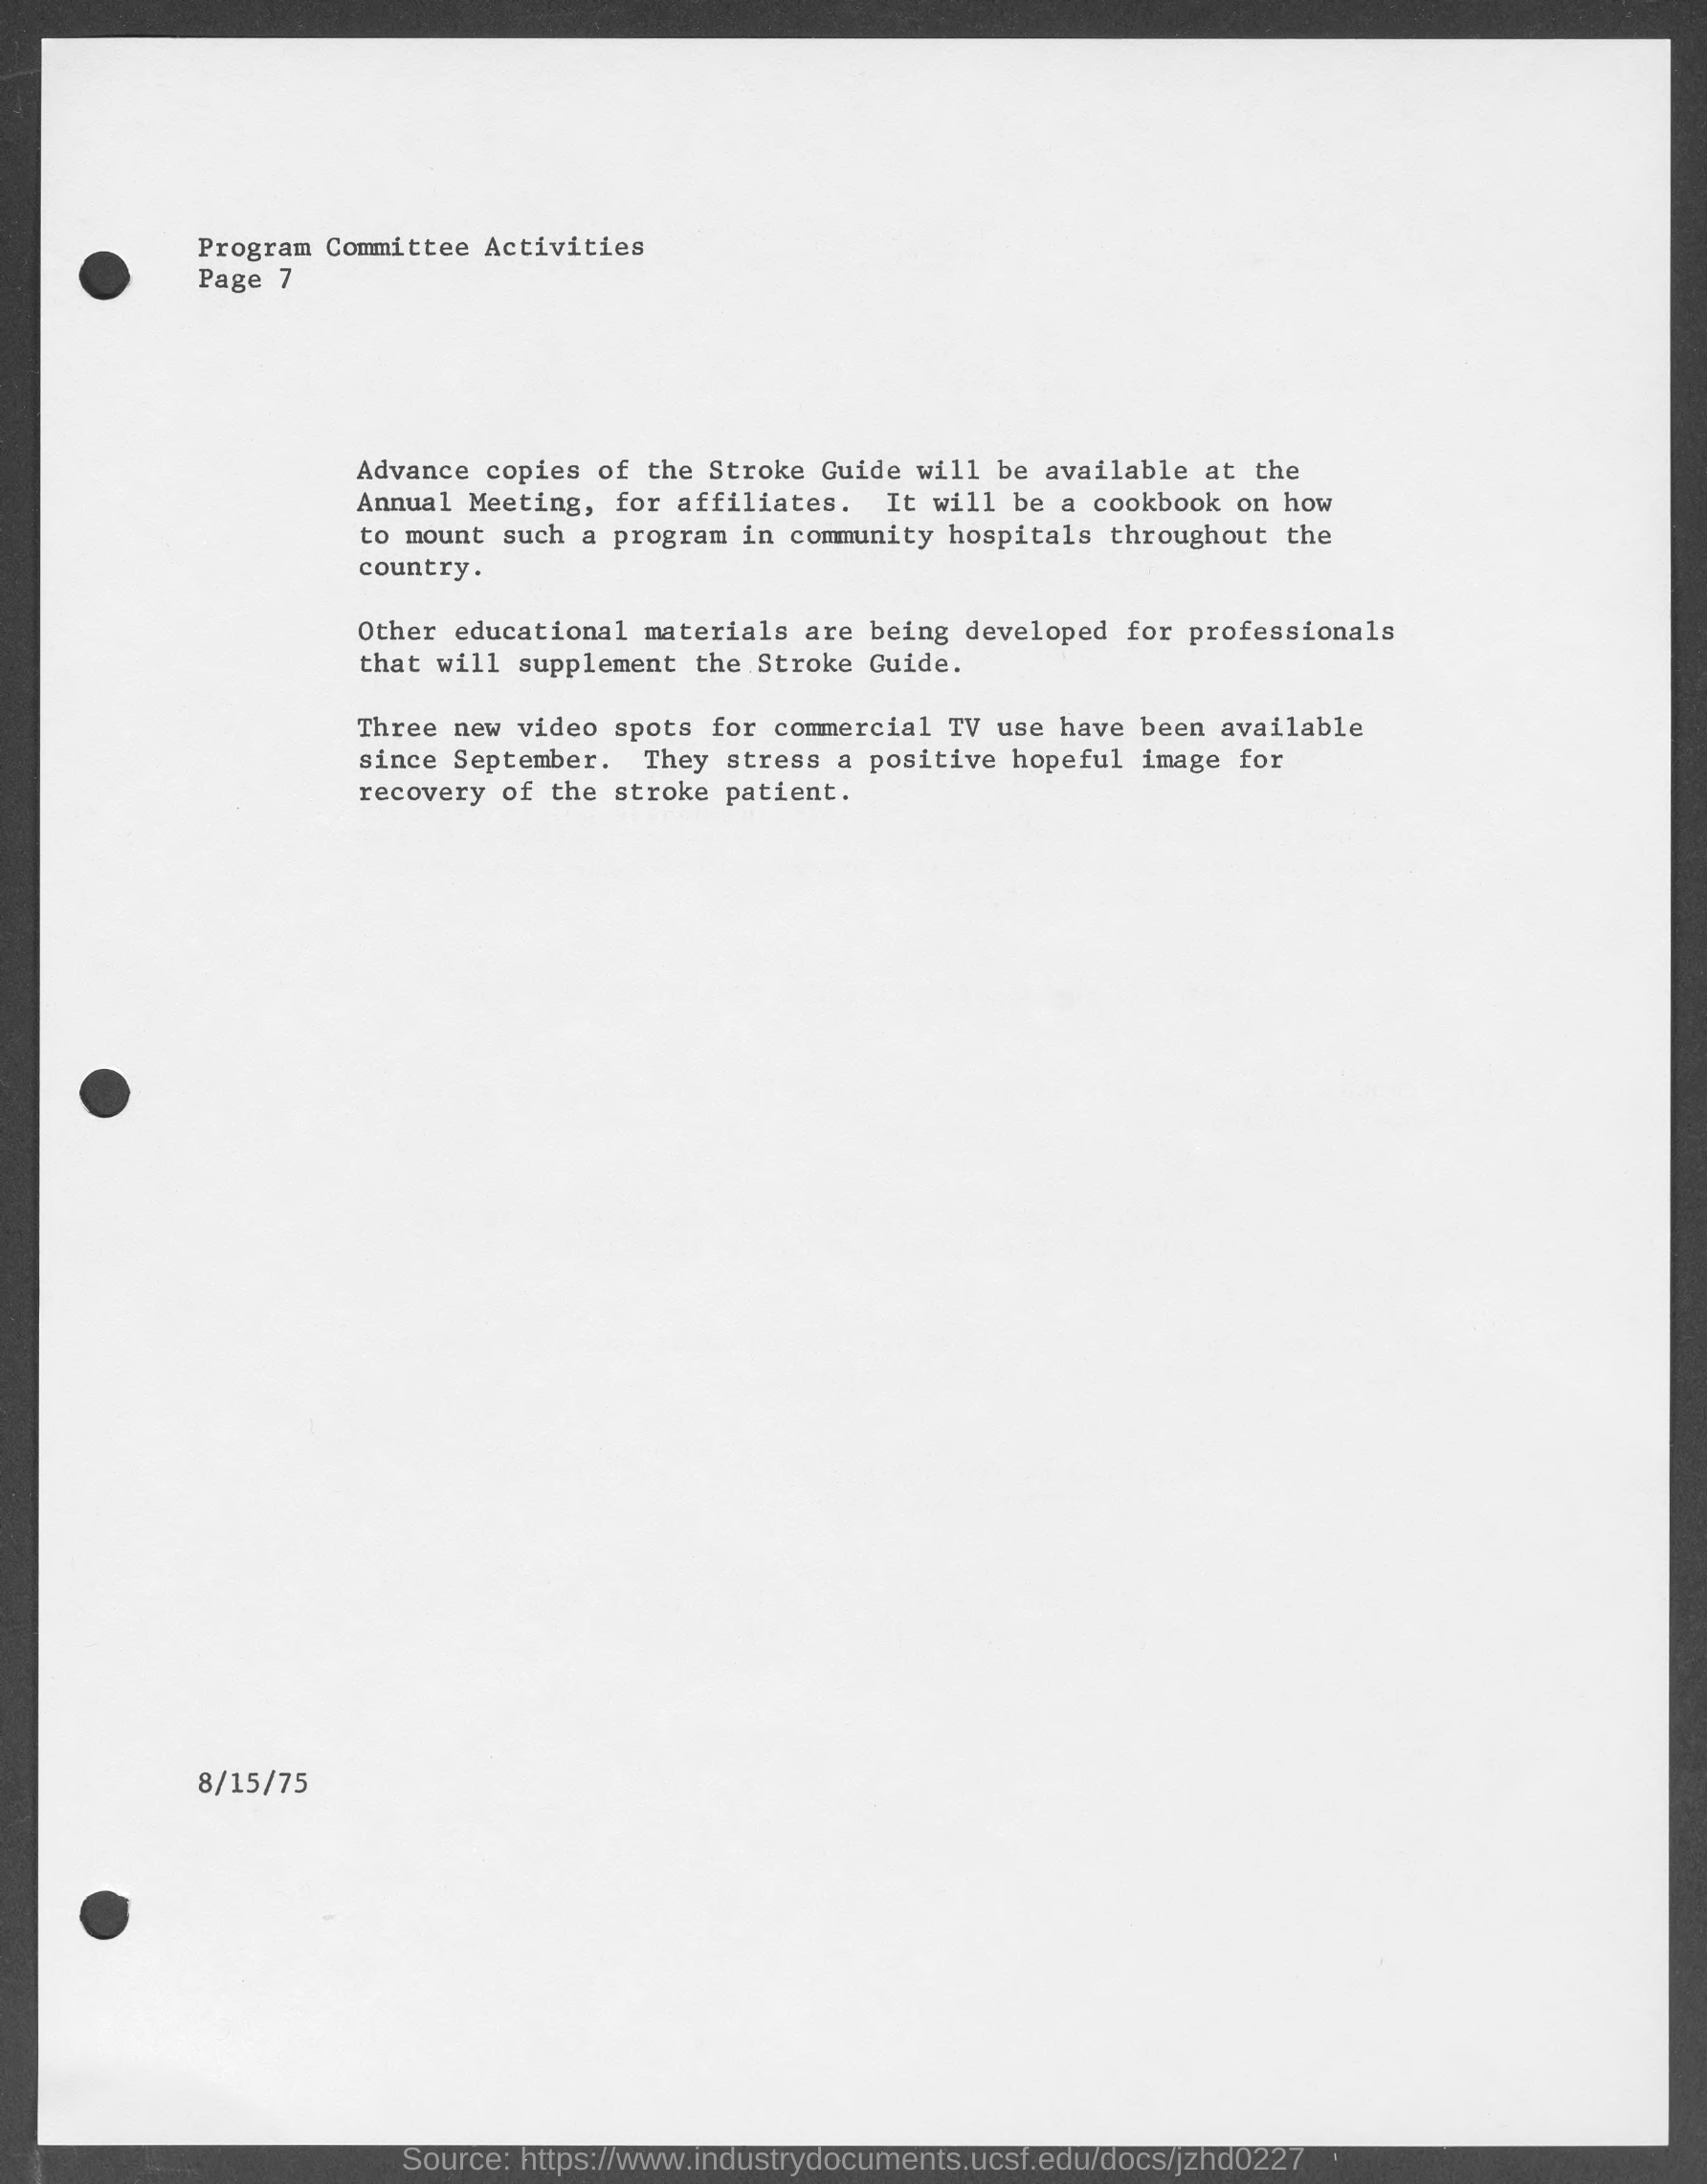 Program Committee Activities
Page 7
Advance copies of the Stroke Guide will be available at the
Annual Meeting, for affiliates. It will be a cookbook on how
to mount such a program in community hospitals throughout the
country.
Other educational materials are being developed for professionals
that will supplement the Stroke Guide.
Three new video spots for commercial TV use have been available
since September. They stress a positive hopeful image for
recovery of the stroke patient.
8/15/75
Source: https://www.industrydocuments.ucsf.edu/docs/jzhd0227